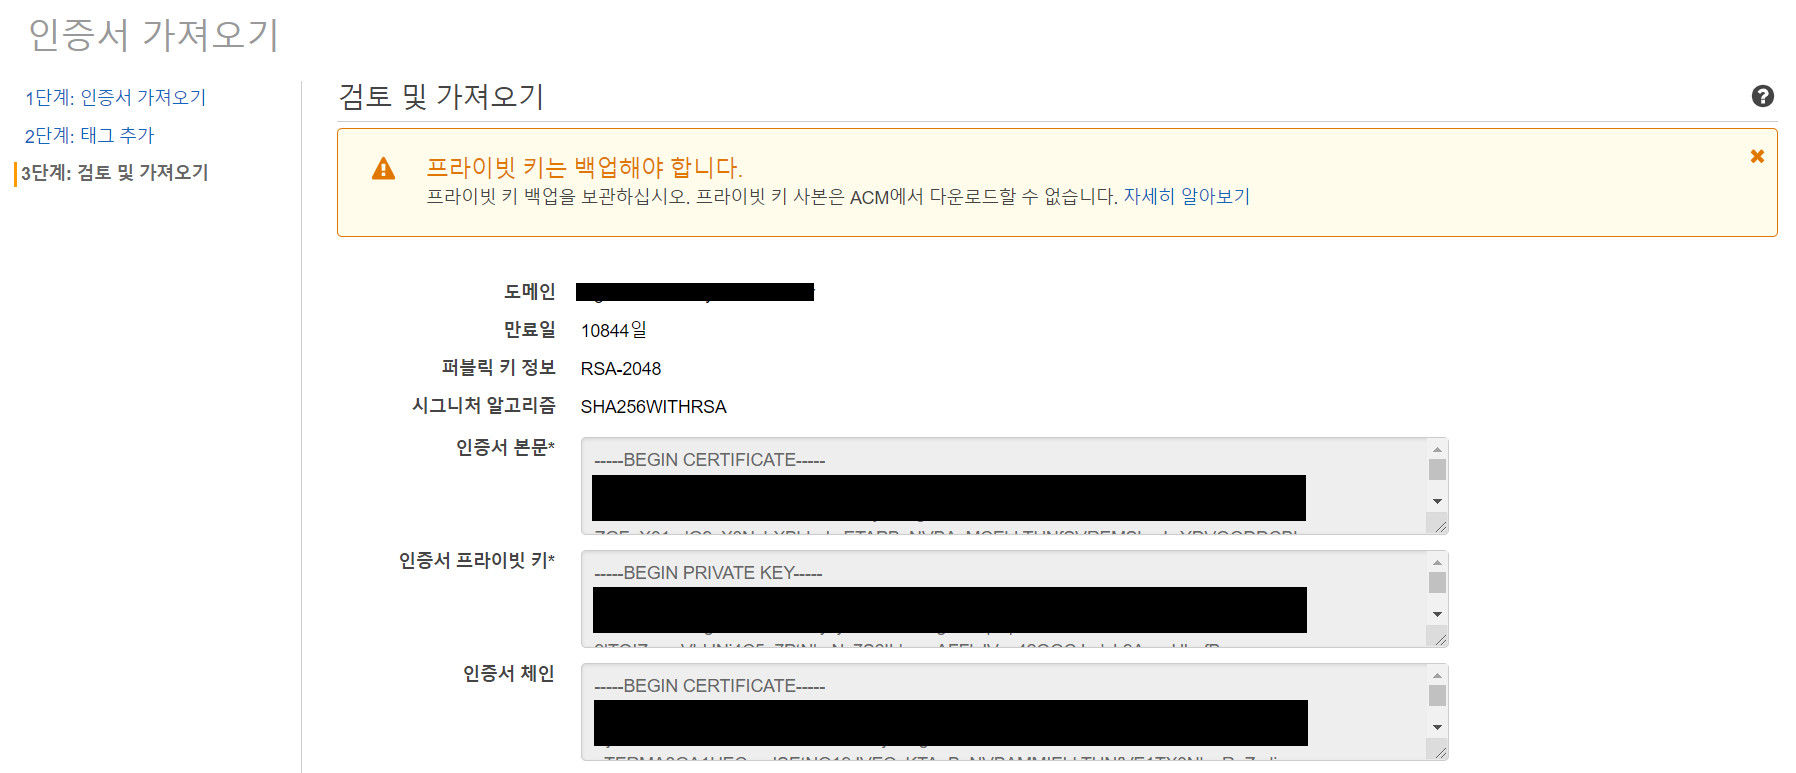 인증서 가져오기
1단계: 인증서 가져오기
2단계: 태그 추가
3단계: 검토 및 가져오기
검토 및 가져오기
프라이빗 키는 백업해야 합니다.
프라이빗 키 백업을 보관하십시오. 프라이빗 키 사본은 ACM에서 다운로드할 수 없습니다. 자세히 알아보기
도메인
만료일 10844일
퍼블릭 키 정보 RSA-2048
시그니처 알고리즘 SHA256WITHRSA
인증서 본문*
-----BEGIN CERTIFICATE-----
인증서 프라이빗 키*
-----BEGIN PRIVATE KEY-----
인증서 체인
-----BEGIN CERTIFICATE-----